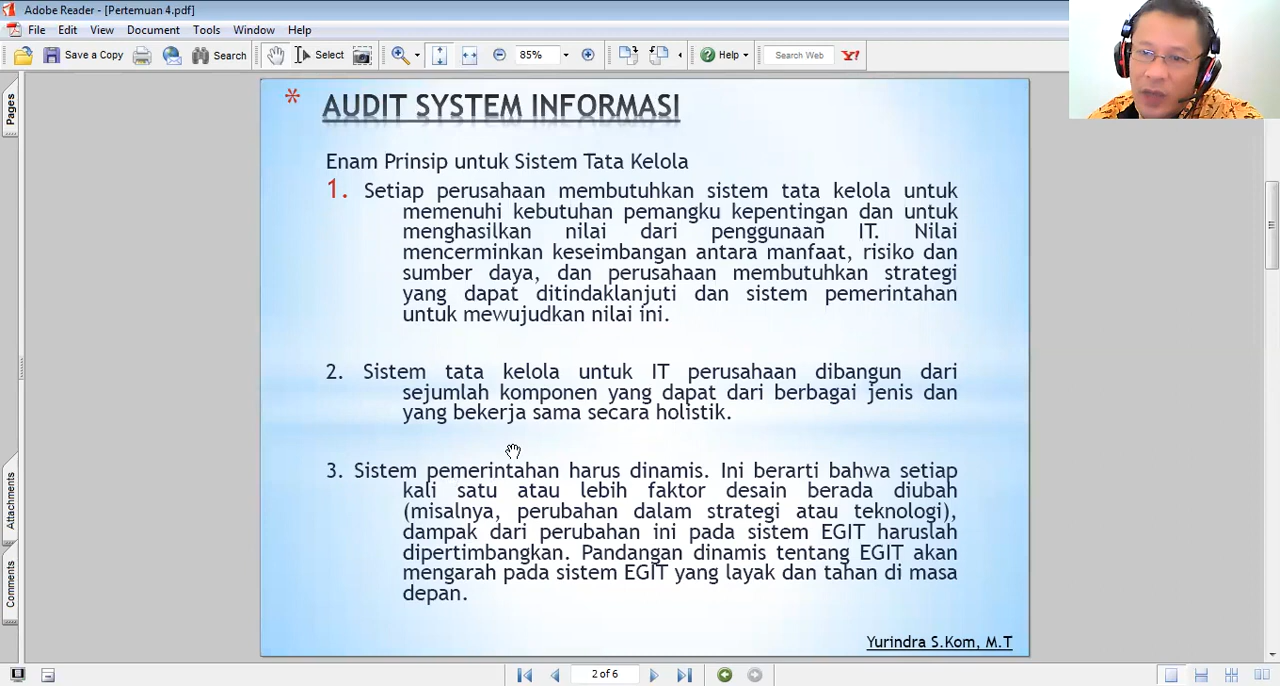 Adobe Reader - [Pertemuan 4.pdf]
File Edit View Document Tools Window Help
Save a Copy Search Select 85% Help Search Web Y!
Pages
Attachments
Comments
* AUDIT SYSTEM INFORMASI
Enam Prinsip untuk Sistem Tata Kelola
1. Setiap perusahaan membutuhkan sistem tata kelola untuk
memenuhi kebutuhan pemangku kepentingan dan untuk
menghasilkan nilai dari penggunaan IT. Nilai
mencerminkan keseimbangan antara manfaat, risiko dan
sumber daya, dan perusahaan membutuhkan strategi
yang dapat ditindaklanjuti dan sistem pemerintahan
untuk mewujudkan nilai ini.
2. Sistem tata kelola untuk IT perusahaan dibangun dari
sejumlah komponen yang dapat dari berbagai jenis dan
yang bekerja sama secara holistik.
3. Sistem pemerintahan harus dinamis. Ini berarti bahwa setiap
kali satu atau lebih faktor desain berada diubah
(misalnya, perubahan dalam strategi atau teknologi),
dampak dari perubahan ini pada sistem EGIT haruslah
dipertimbangkan. Pandangan dinamis tentang EGIT akan
mengarah pada sistem EGIT yang layak dan tahan di masa
depan.
Yurindra S.Kom, M.T
2 of 6